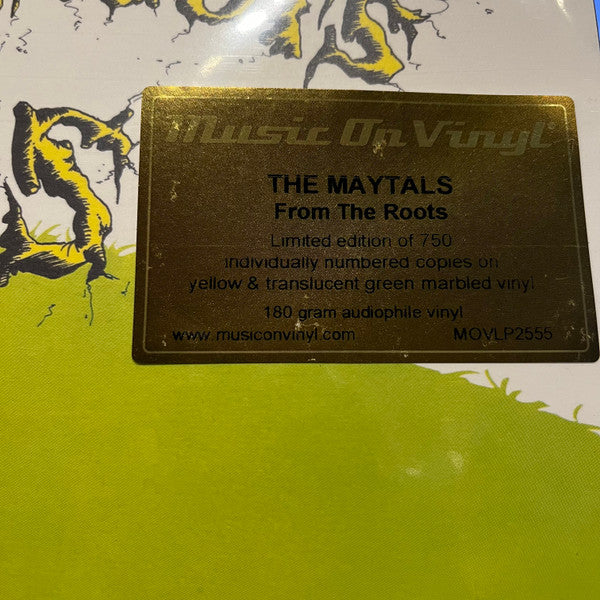 Music On Vinyl
THE MAYTALS
From The Roots
Limited edition of 750
individually numbered copies on
yellow & translucent green marbled vinyl
180 gram audiophile vinyl
www.musiconvinyl.com MOVLP2555